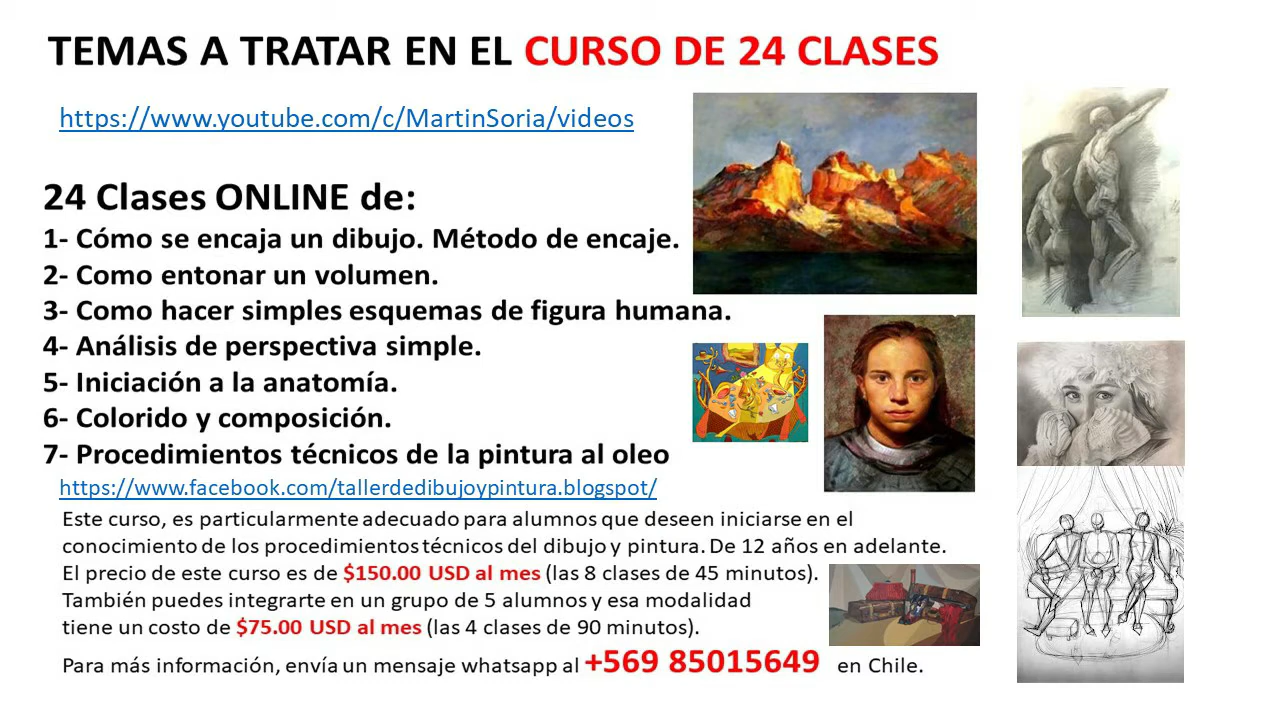 TEMAS A TRATAR EN EL CURSO DE 24 CLASES
https://www.youtube.com/c/MartinSoria/videos
24 Clases ONLINE de:
1- Cómo se encaja un dibujo. Método de encaje.
2- Como entonar un volumen.
3- Como hacer simples esquemas de figura humana.
4- Análisis de perspectiva simple.
5- Iniciación a la anatomía.
6- Colorido y composición.
7- Procedimientos técnicos de la pintura al oleo
https://www.facebook.com/tallerdedibujoypintura.blogspot/
Este curso, es particularmente adecuado para alumnos que deseen iniciarse en el
conocimiento de los procedimientos técnicos del dibujo y pintura. De 12 años en adelante.
El precio de este curso es de $150.00 USD al mes (las 8 clases de 45 minutos).
También puedes integrarte en un grupo de 5 alumnos y esa modalidad
tiene un costo de $75.00 USD al mes (las 4 clases de 90 minutos).
Para más información, envía un mensaje whatsapp al +569 85015649 en Chile.